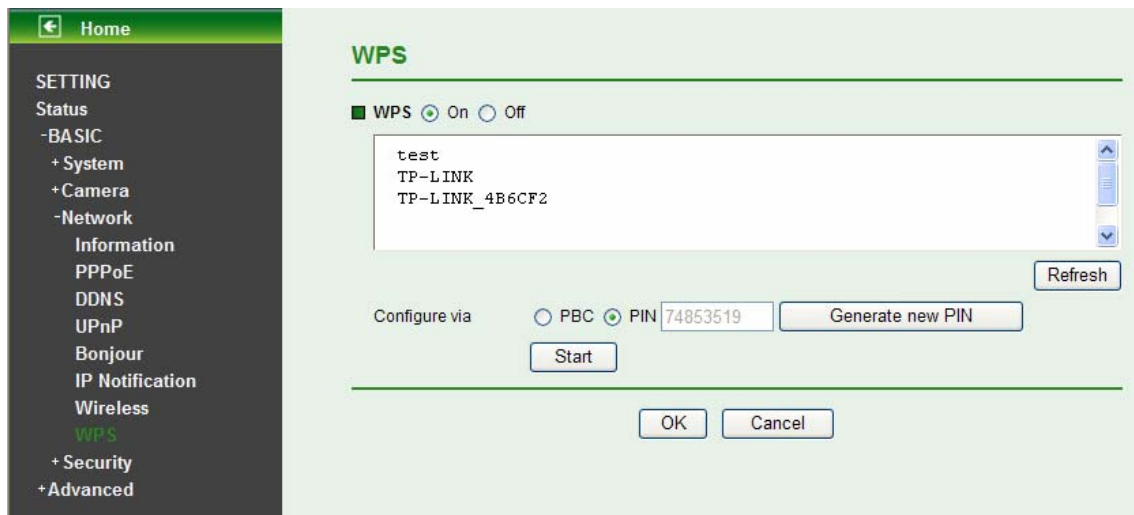 Home
SETTING
Status
-BASIC
+ System
+Camera
-Network
Information
PPPoE
DDNS
UPnP
Bonjour
IP Notification
Wireless
WPS
+ Security
+Advanced
WPS
WPS On Off
test
TP-LINK
TP-LINK_4B6CF2
Refresh
Configure via PBC PIN 74853519 Generate new PIN
Start
OK Cancel